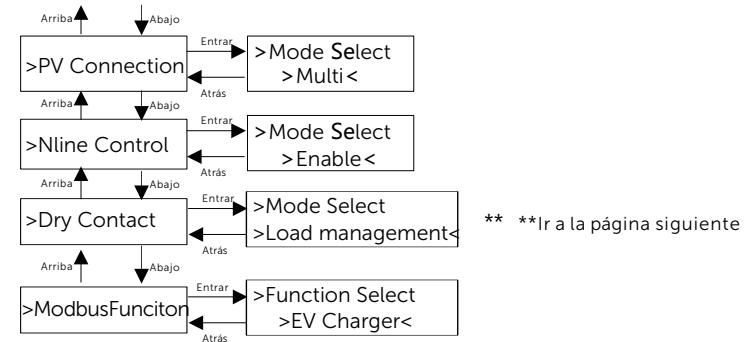 Arriba Abajo
>PV Connection Entrar >Mode Select
>Multi<
Atrás
Arriba Abajo
>Nline Control Entrar >Mode Select
>Enable<
Atrás
Arriba Abajo
>Dry Contact Entrar >Mode Select
>Load management< ** **Ir a la página siguiente
Atrás
Arriba Abajo
>ModbusFunciton Entrar >Function Select
>EV Charger<
Atrás